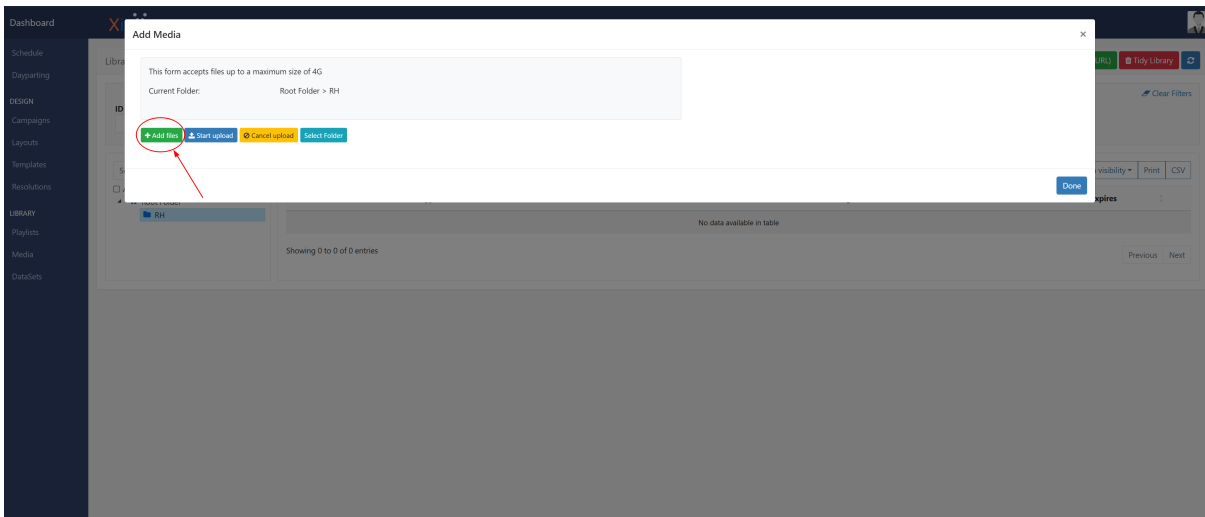 Dashboard
Schedule
Dayparting
DESIGN
Campaigns
Layouts
Templates
Resolutions
LIBRARY
Playlists
Media
DataSets
Add Media
×
This form accepts files up to a maximum size of 4G
Current Folder: Root Folder > RH
Add files Start upload Cancel upload Select Folder
Done
URL) Tidy Library
Clear Filters
ID
visibility Print CSV
Root Folder
RH
xpires
No data available in table
Showing 0 to 0 of 0 entries
Previous Next